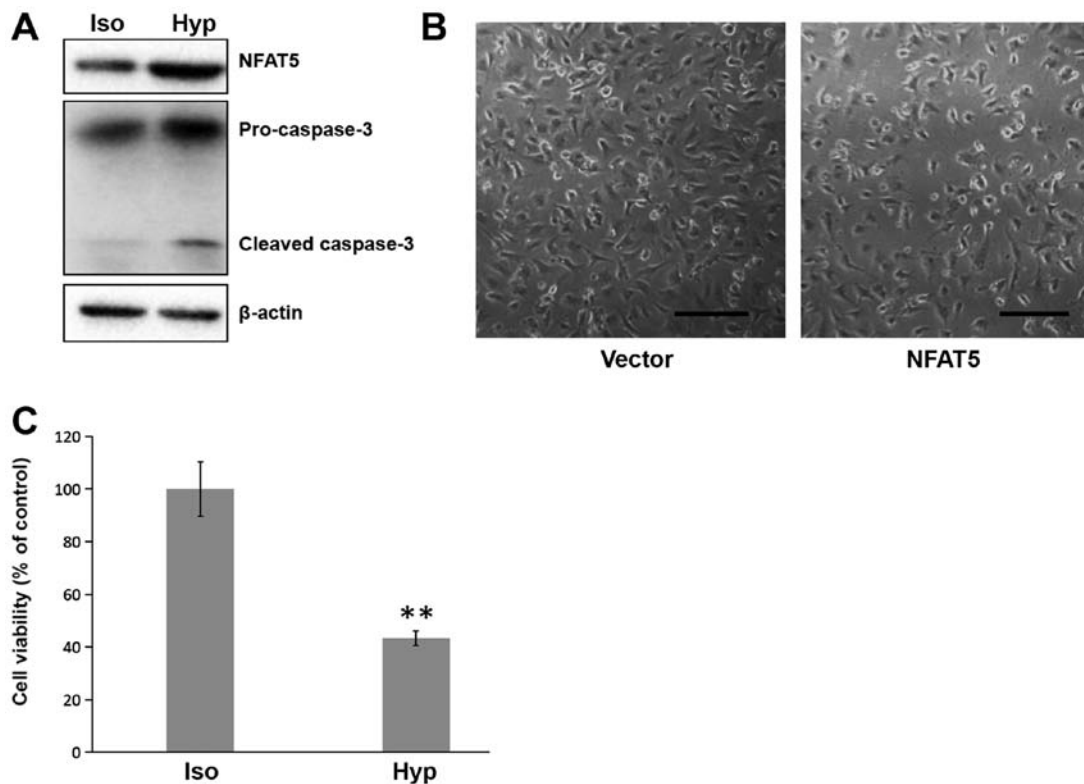 A
Iso Hyp
NFAT5
Pro-caspase-3
Cleaved caspase-3
β-actin
B
Vector NFAT5
C
Cell viability (% of control)
120
100
80
60
40
20
0
**
Iso Hyp